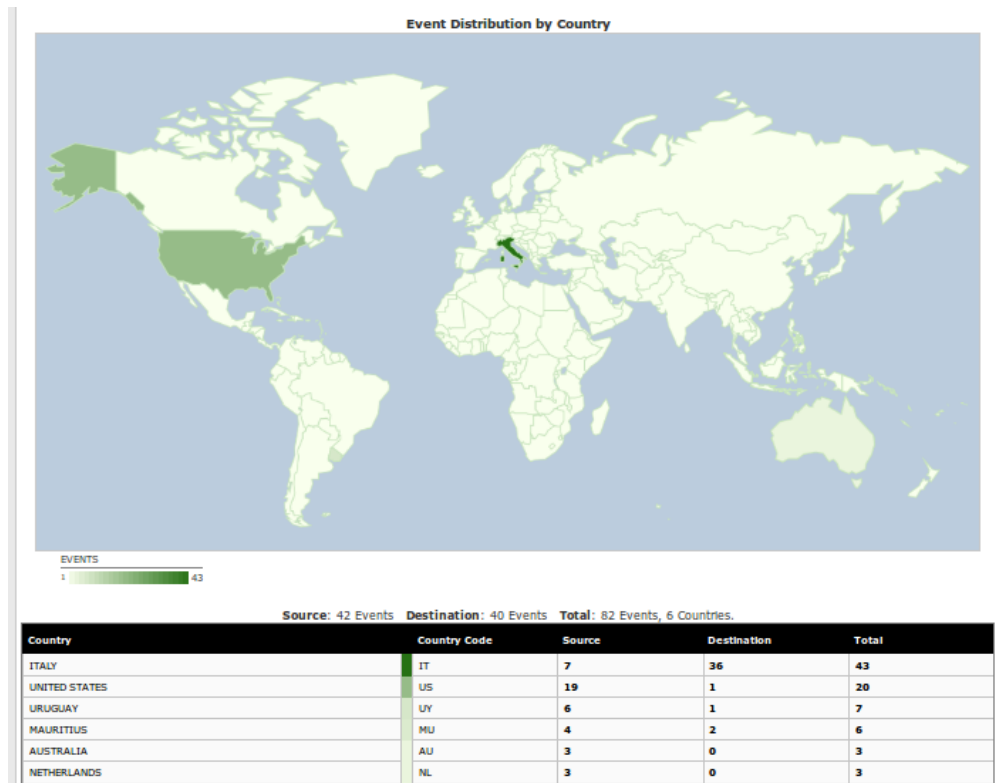 Event Distribution by Country
EVENTS
1 43
Source: 42 Events Destination: 40 Events Total: 82 Events, 6 Countries.
Country Country Code Source Destination Total
ITALY IT 7 36 43
UNITED STATES US 19 1 20
URUGUAY UY 6 1 7
MAURITIUS MU 4 2 6
AUSTRALIA AU 3 0 3
NETHERLANDS NL 3 0 3